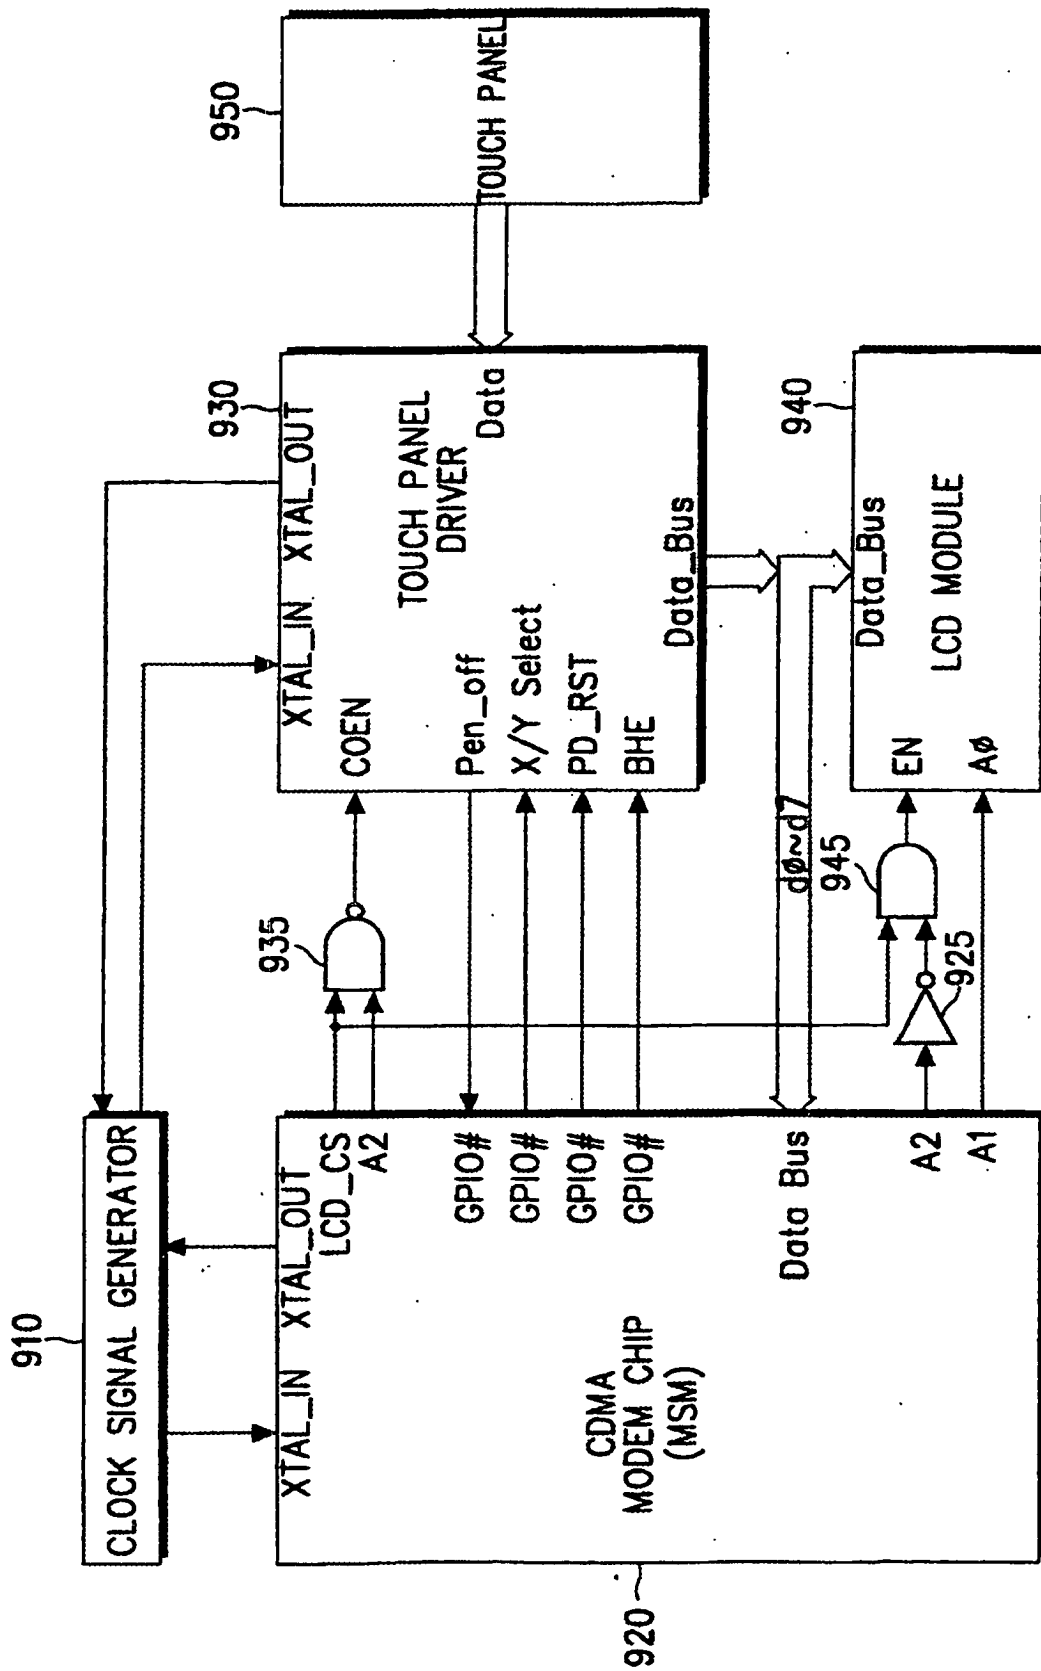 910
CLOCK SIGNAL GENERATOR
XTAL_IN
XTAL_OUT
LCD_CS
A2
GPIO#
GPIO#
GPIO#
GPIO#
Data Bus
A2
A1
CDMA
MODEM CHIP
(MSM)
920
935
930
XTAL_IN
XTAL_OUT
COEN
TOUCH PANEL
DRIVER
Data
Pen_off
X/Y Select
PD_RST
BHE
Data_Bus
950
TOUCH PANEL
dø~d7
945
925
940
Data_Bus
EN
Aø
LCD MODULE